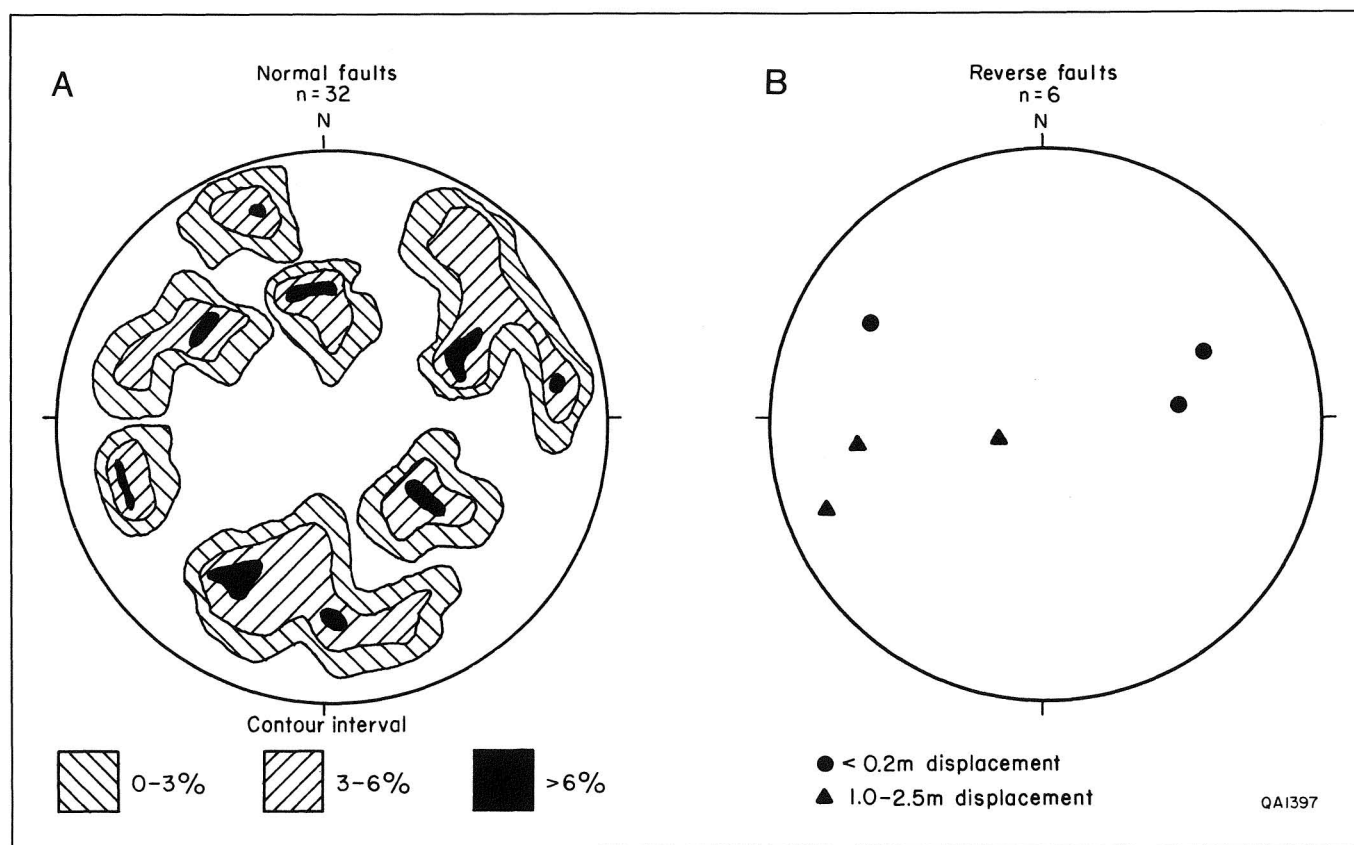 A
Normal faults
n=32
N
Contour interval
0-3%
3-6%
>6%
B
Reverse faults
n=6
N
< 0.2m displacement
1.0-2.5m displacement
QA1397